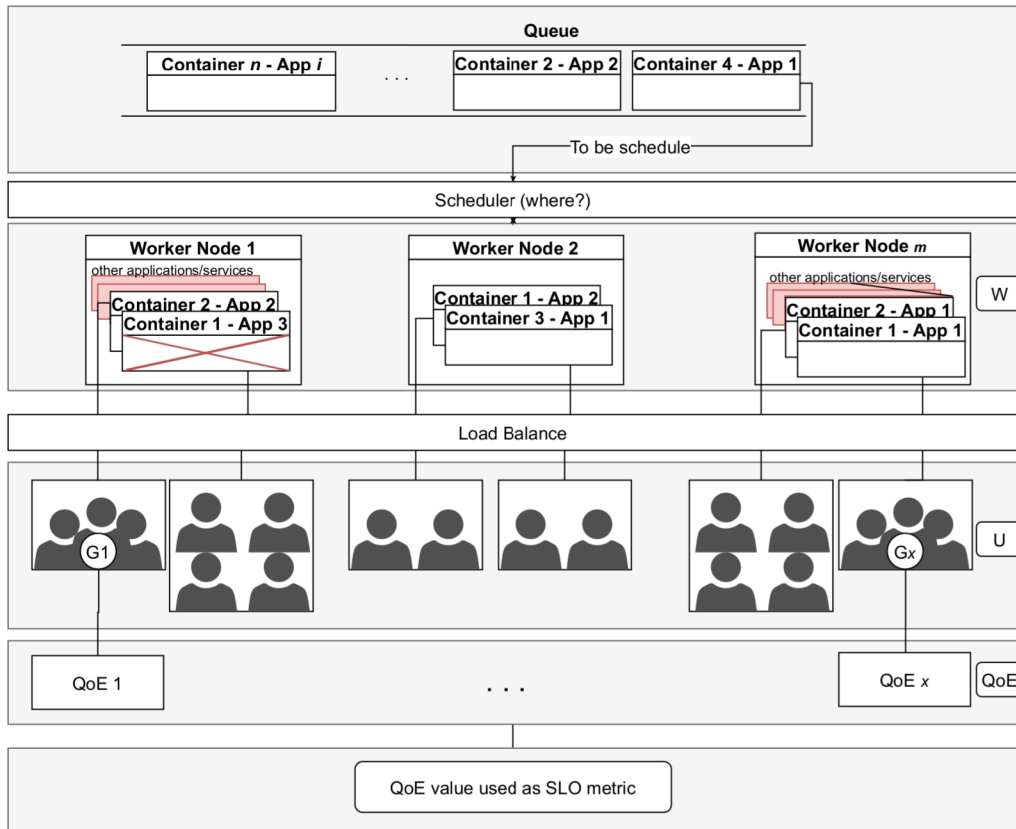 Queue
Container n - App i
. . .
Container 2 - App 2
Container 4 - App 1
To be schedule
Scheduler (where?)
Worker Node 1
other applications/services
Container 2 - App 2
Container 1 - App 3
Worker Node 2
Container 1 - App 2
Container 3 - App 1
Worker Node m
other applications/services
Container 2 - App 1
Container 1 - App 1
W
Load Balance
G1
Gx
U
QoE 1
. . .
QoE x
QoE
QoE value used as SLO metric